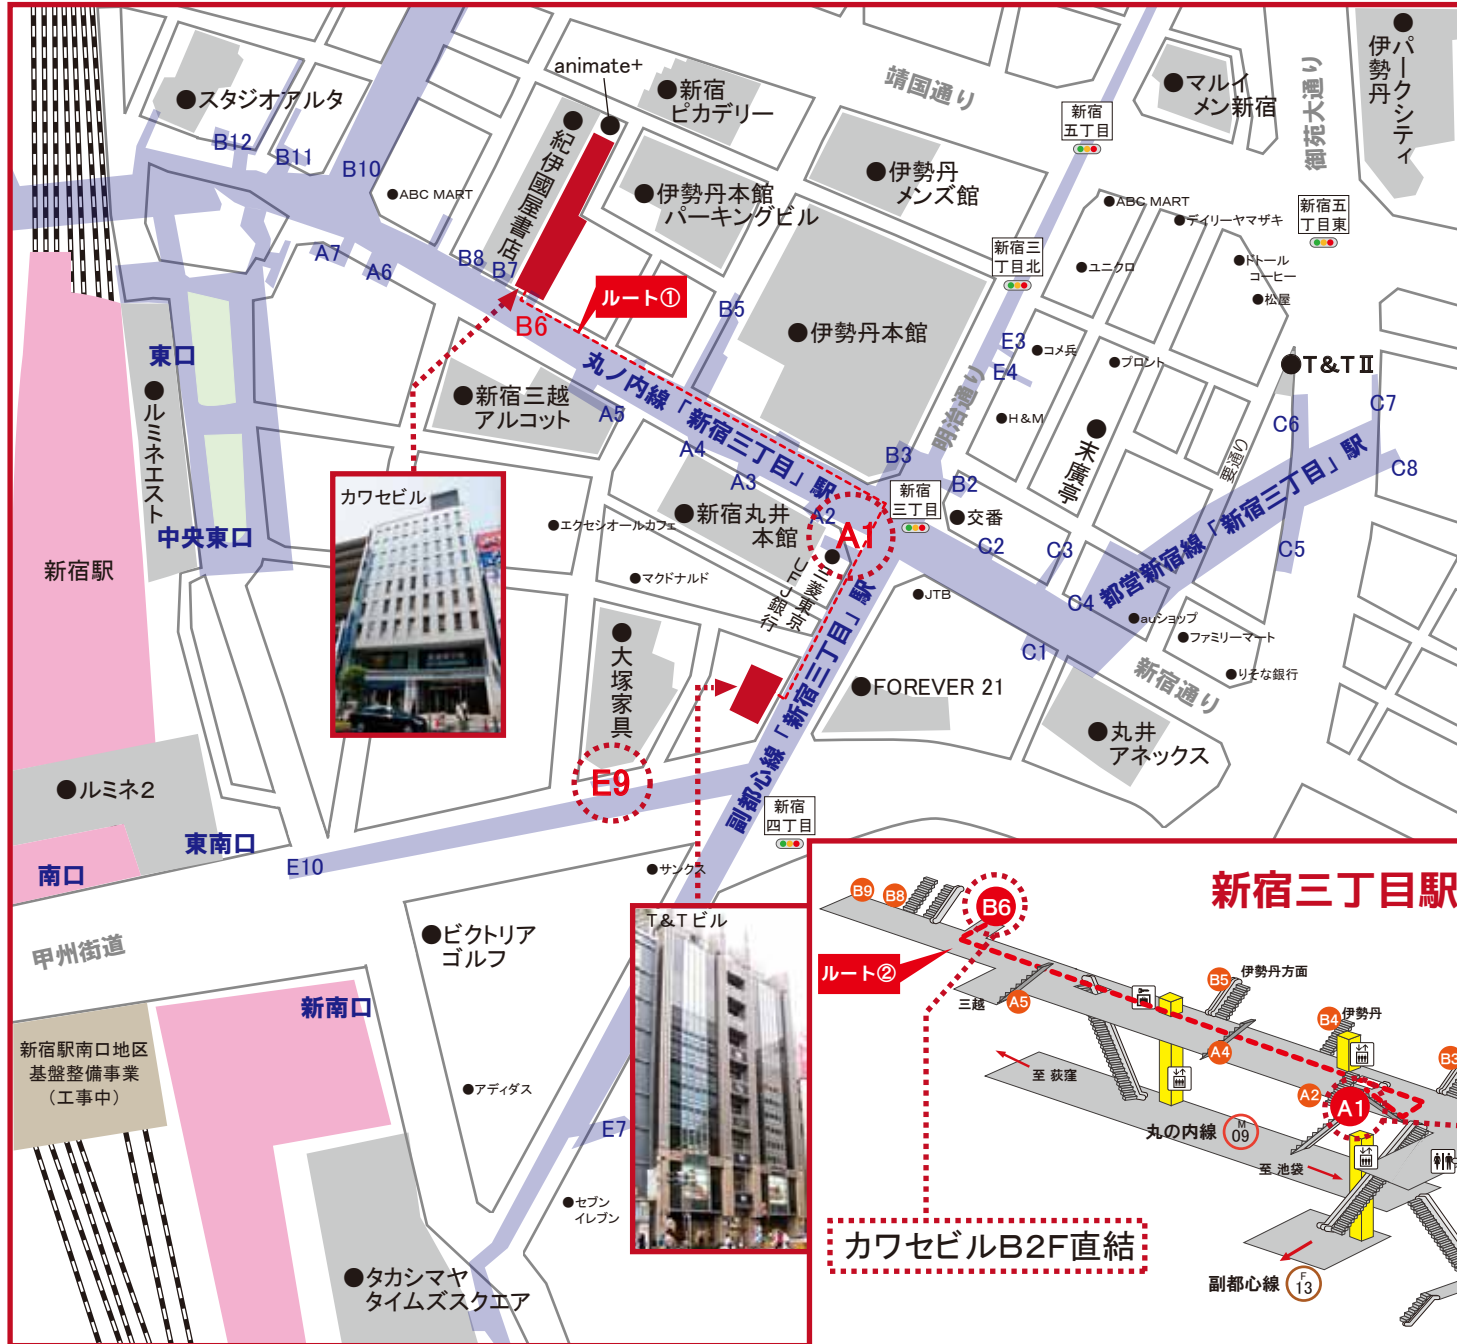 animate+
スタジオアルタ
新宿
ピカデリー
紀伊國屋書店
靖国通り
新宿
五丁目
マルイ
メン新宿
御苑大通り
パークシティ
伊勢丹
B12
B11
B10
ABC MART
伊勢丹本館
パーキングビル
伊勢丹
メンズ館
ABC MART
デイリーヤマザキ
新宿五
丁目東
新宿三
丁目北
ユニクロ
ドトール
コーヒー
松屋
A7
A6
B8
B7
ルート①
B6
B5
伊勢丹本館
E3
E4
コメ兵
プロント
T&TⅡ
東口
ルミネエスト
新宿三越
アルコット
A5
丸ノ内線「新宿三丁目」駅
明治通り
H&M
末廣亭
要通り
C6
C7
C8
A4
A3
B3
B2
新宿
三丁目
カワセビル
エクセシオールカフェ
新宿丸井
本館
A2
A1
交番
C2
C3
C5
都営新宿線「新宿三丁目」駅
中央東口
新宿駅
マクドナルド
三菱東京
UFJ銀行
JTB
C4
auショップ
ファミリーマート
りそな銀行
C1
新宿通り
大塚家具
副都心線「新宿三丁目」駅
FOREVER 21
丸井
アネックス
E9
ルミネ2
東南口
南口
E10
新宿
四丁目
サンクス
甲州街道
ビクトリア
ゴルフ
T&Tビル
新南口
新宿駅南口地区
基盤整備事業
（工事中）
アディダス
E7
セブン
イレブン
タカシマヤ
タイムズスクエア
新宿三丁目駅
B9
B8
B6
ルート②
三越
A5
B5
伊勢丹方面
B4
伊勢丹
A4
B3
A2
A1
至 荻窪
丸の内線
M
09
至 池袋
カワセビルB2F直結
副都心線
F
13